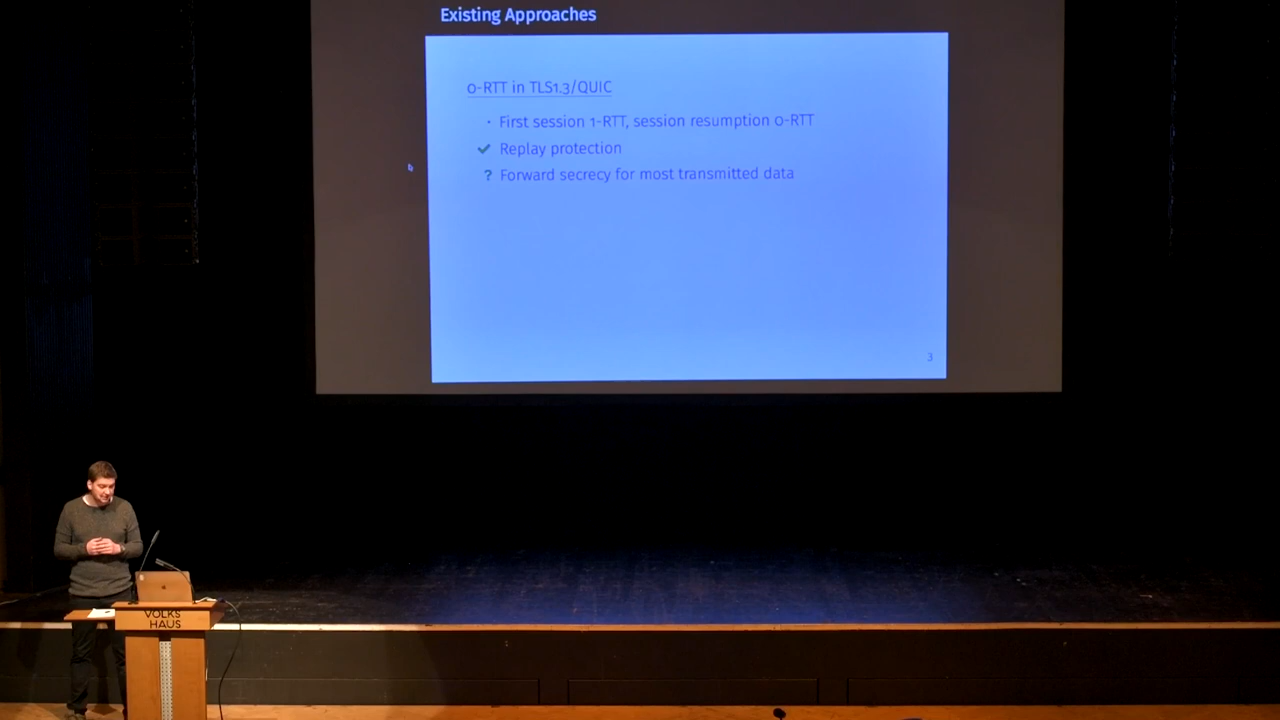 Existing Approaches
0-RTT in TLS1.3/QUIC
· First session 1-RTT, session resumption 0-RTT
✓ Replay protection
? Forward secrecy for most transmitted data
3
VOLKS
HAUS